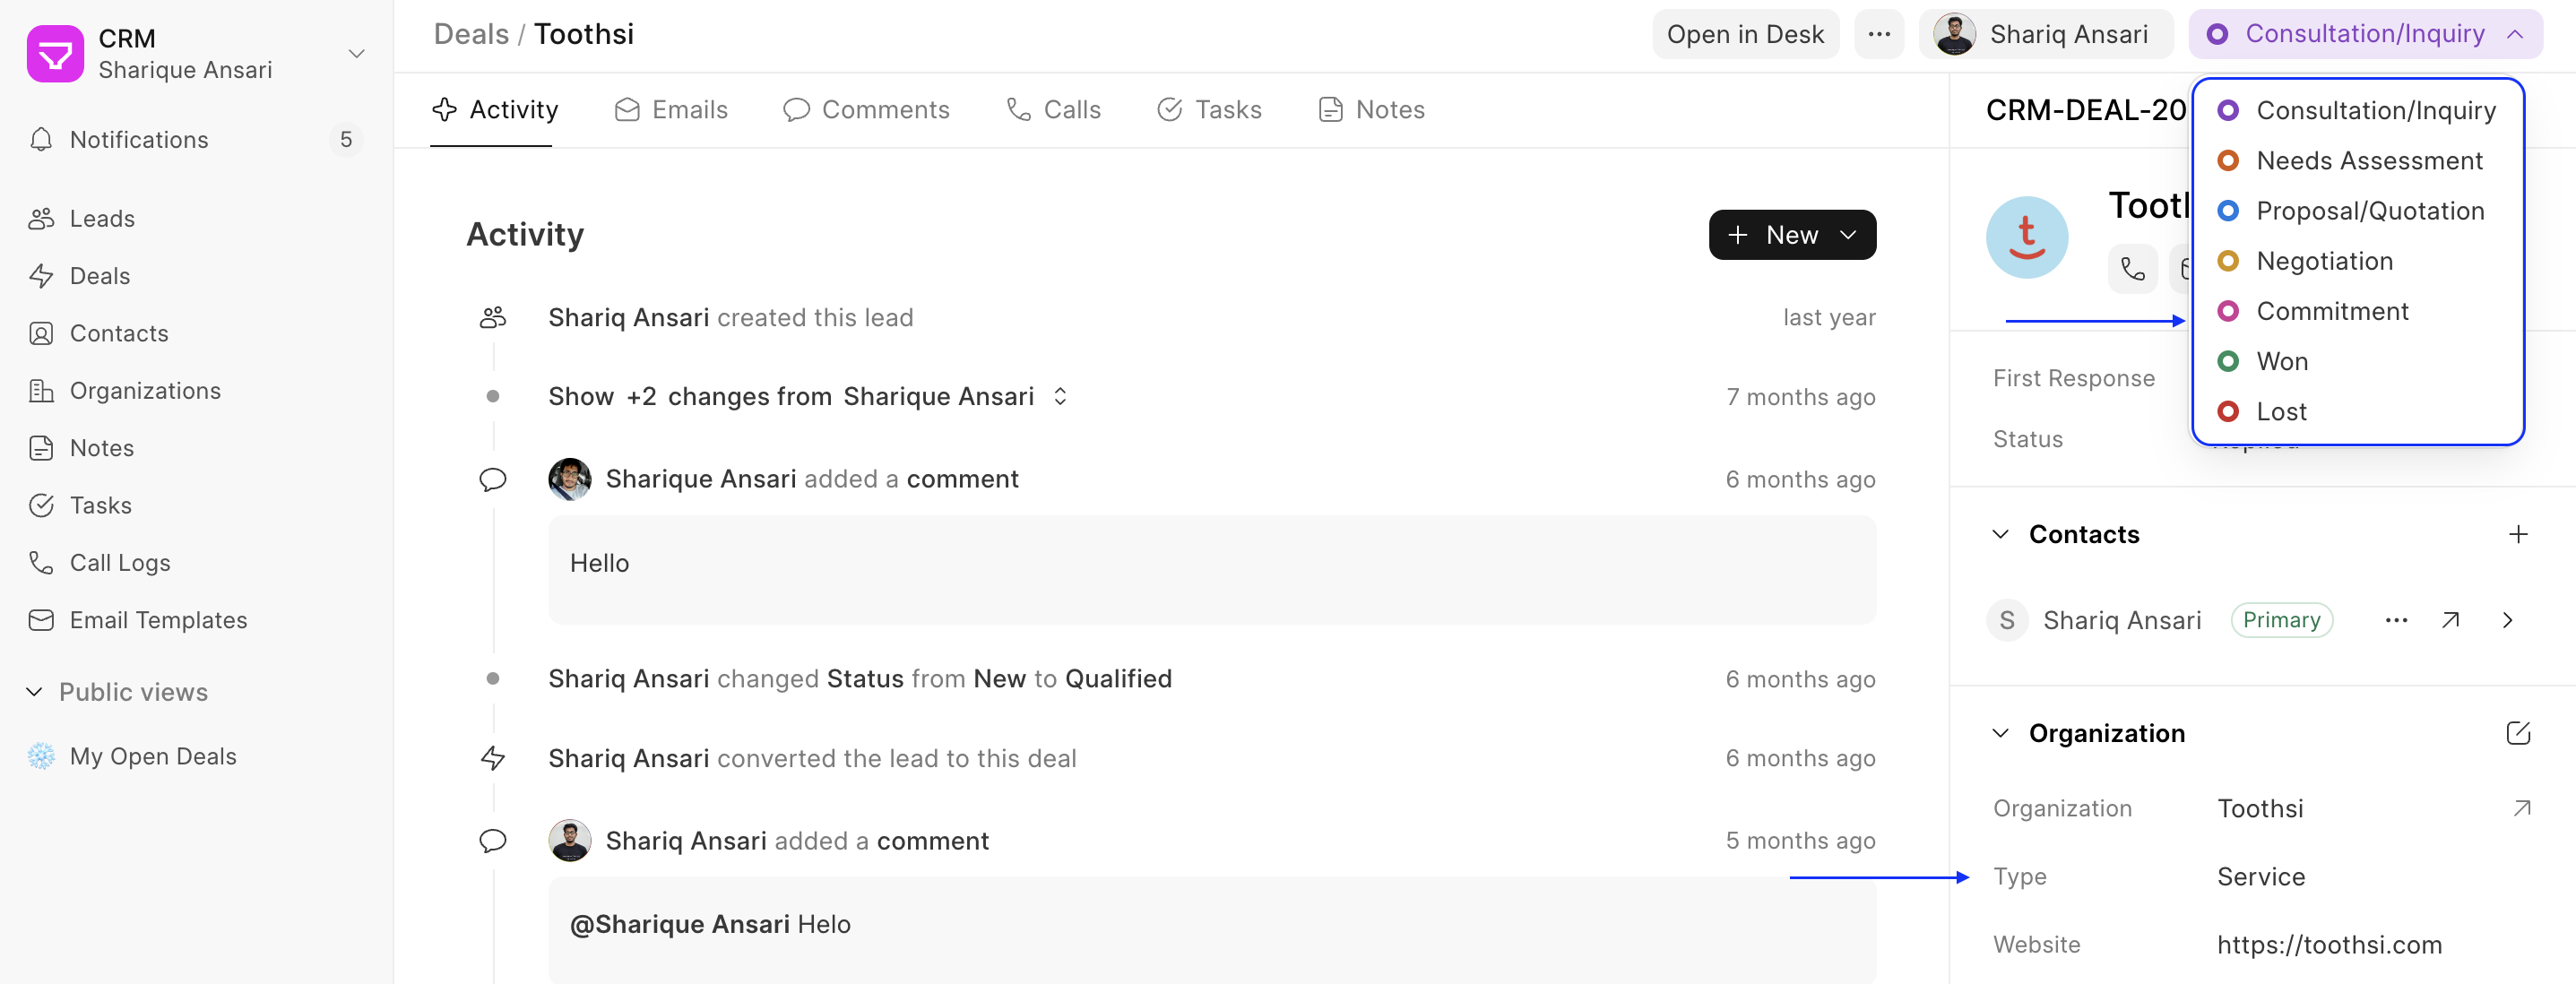 CRM
Sharique Ansari
Notifications 5
Leads
Deals
Contacts
Organizations
Notes
Tasks
Call Logs
Email Templates
Public views
My Open Deals
Deals / Toothsi
Open in Desk ... Shariq Ansari Consultation/Inquiry
Activity Emails Comments Calls Tasks Notes
Activity
New
Shariq Ansari created this lead last year
Show +2 changes from Sharique Ansari 7 months ago
Sharique Ansari added a comment 6 months ago
Hello
Shariq Ansari changed Status from New to Qualified 6 months ago
Shariq Ansari converted the lead to this deal 6 months ago
Shariq Ansari added a comment 5 months ago
@Sharique Ansari Helo
CRM-DEAL-20
t
Consultation/Inquiry
Needs Assessment
Proposal/Quotation
Negotiation
Commitment
Won
Lost
First Response
Status
Contacts
S Shariq Ansari Primary ...
Organization
Organization Toothsi
Type Service
Website https://toothsi.com